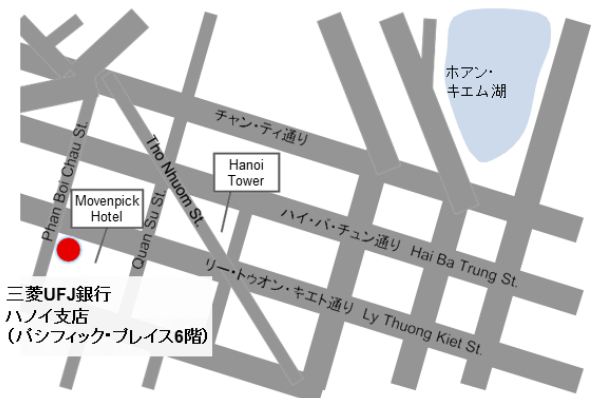 ホアン・
キエム湖
チャン・ティ通り
Tho Nhuom St.
Hanoi
Tower
Phan Boi Chau St.
Movenpick
Hotel
Quan Su St.
ハイ・バ・チュン通り Hai Ba Trung St.
リー・トゥオン・キエト通り Ly Thuong Kiet St.
三菱UFJ銀行
ハノイ支店
(パシフィック・プレイス6階)